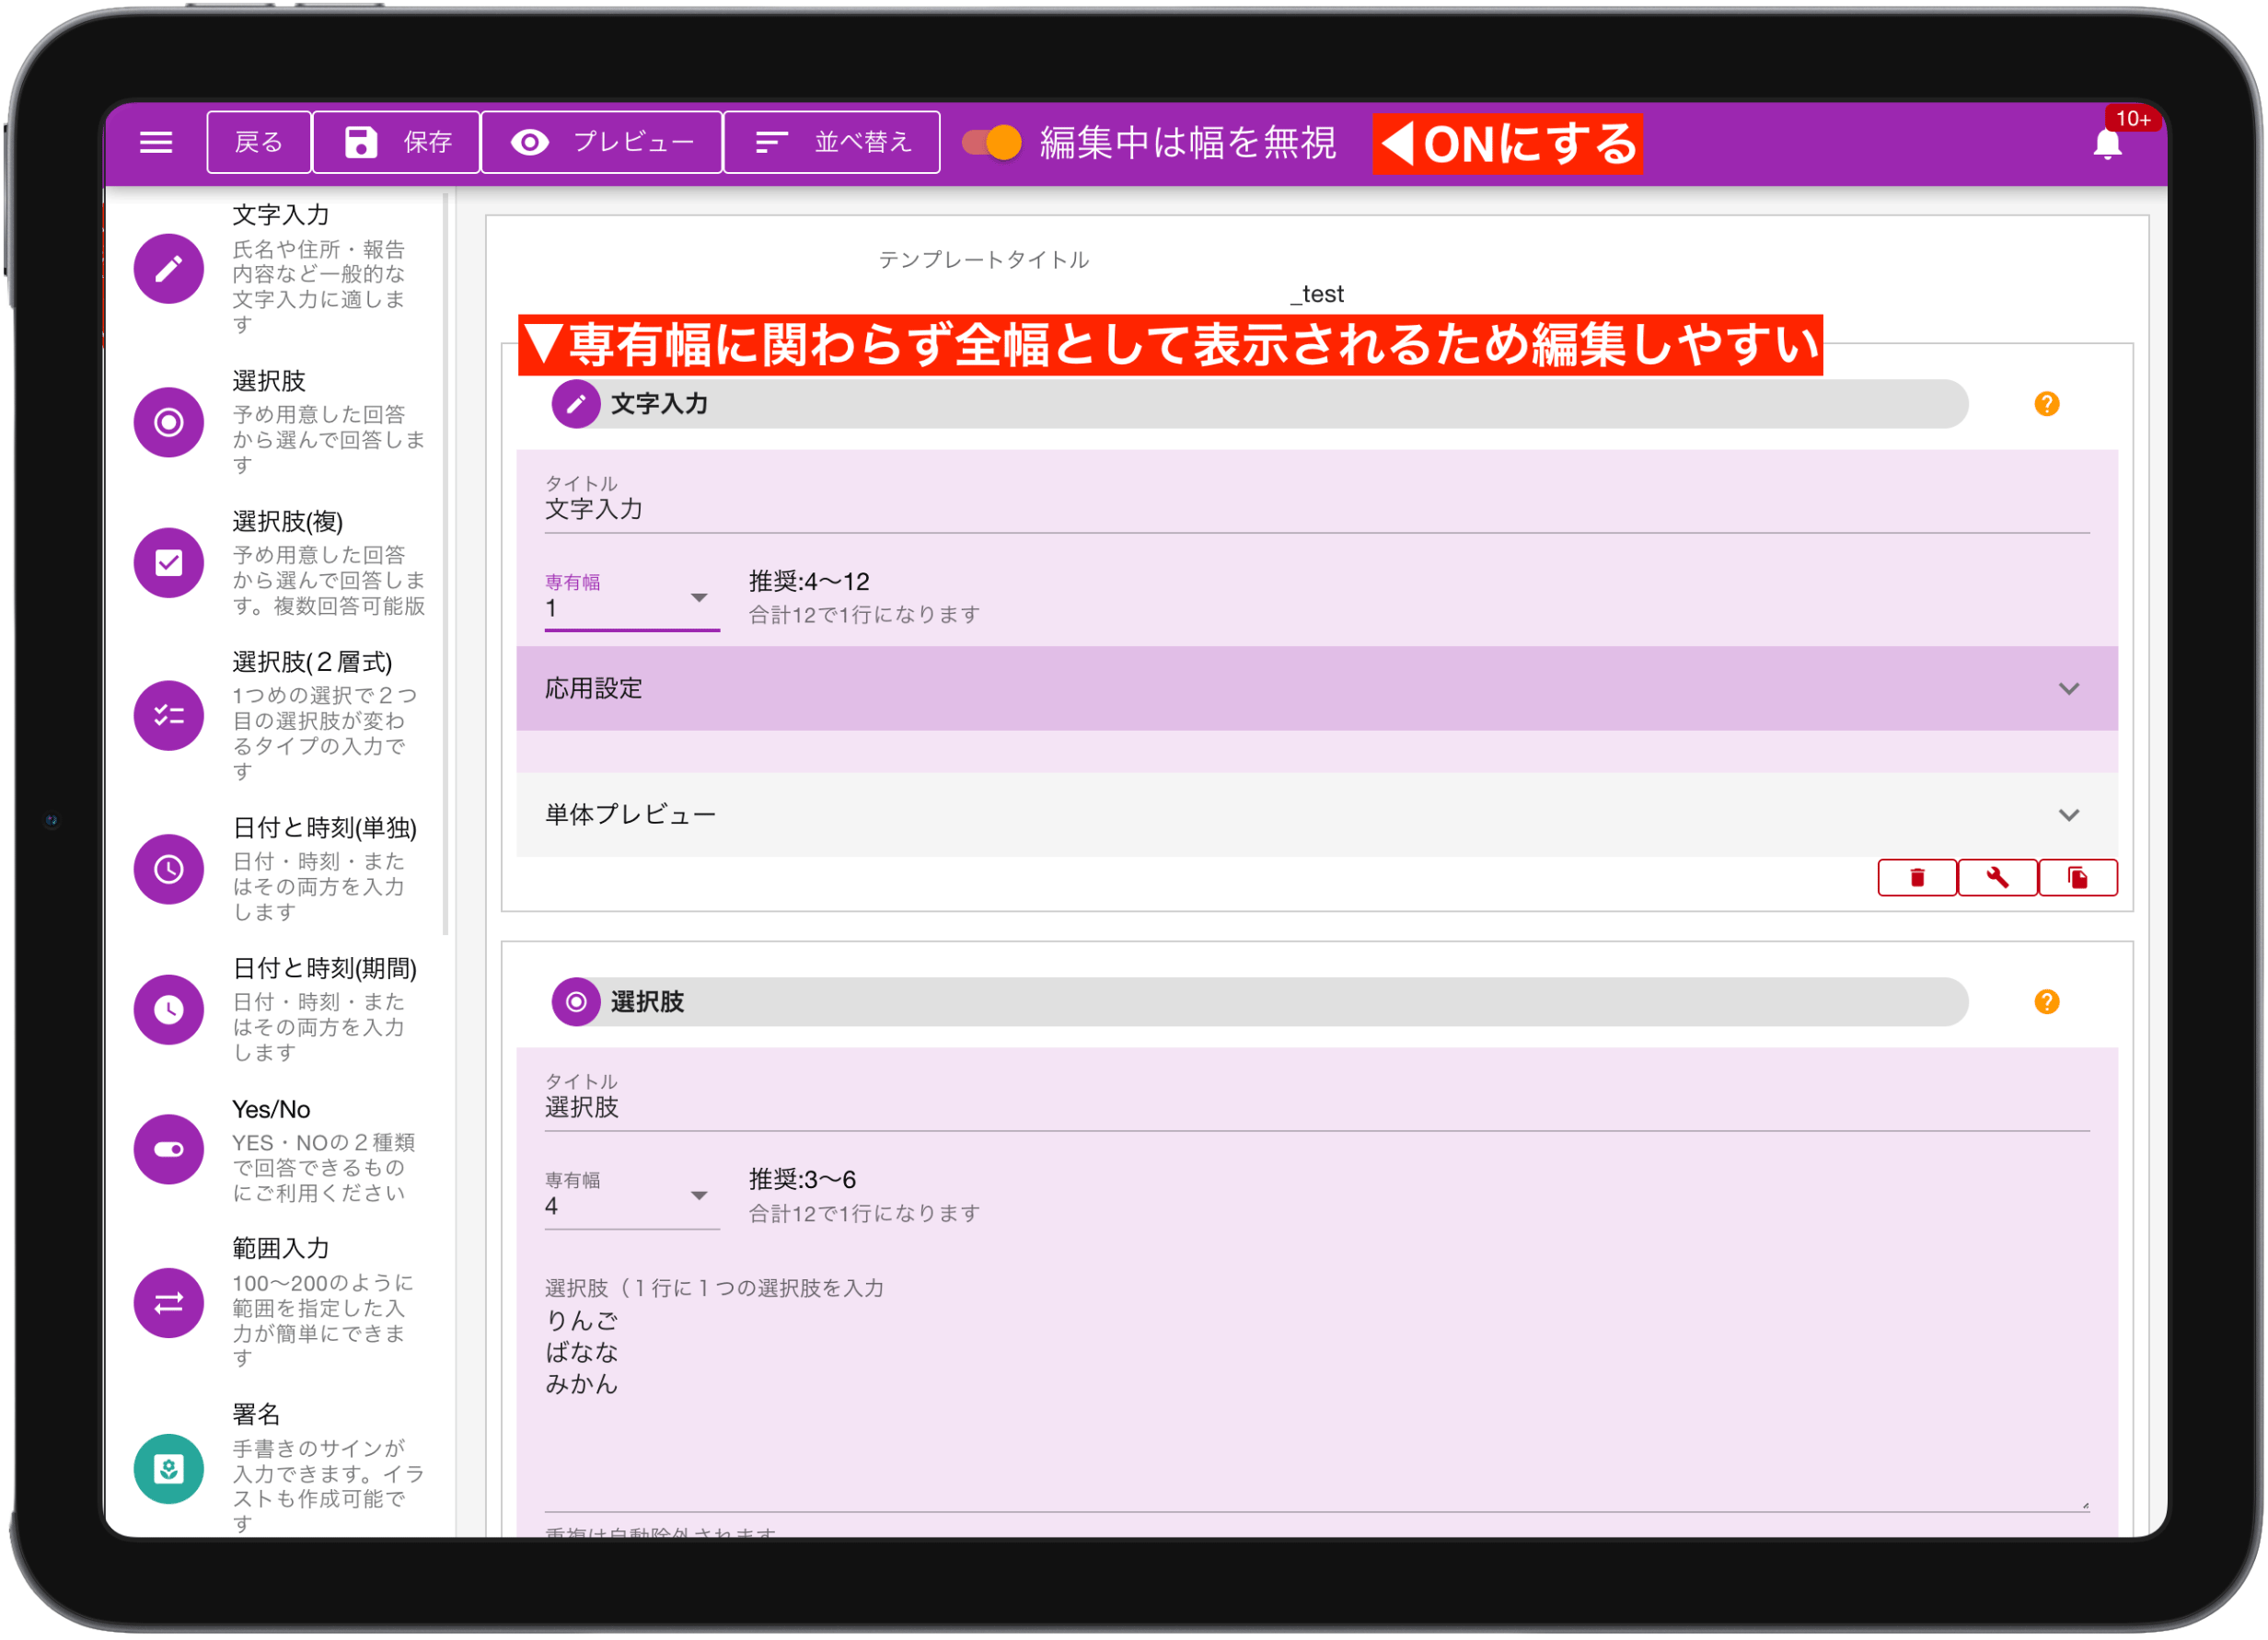 戻る
保存
プレビュー
並べ替え
編集中は幅を無視
◀ONにする
10+
文字入力
氏名や住所・報告
内容など一般的な
文字入力に適しま
す
選択肢
予め用意した回答
から選んで回答しま
す
選択肢(複)
予め用意した回答
から選んで回答しま
す。複数回答可能版
選択肢(２層式)
1つめの選択で２つ
目の選択肢が変わ
るタイプの入力で
す
日付と時刻(単独)
日付・時刻・また
はその両方を入力
します
日付と時刻(期間)
日付・時刻・また
はその両方を入力
します
Yes/No
YES・NOの２種類
で回答できるもの
にご利用ください
範囲入力
100〜200のように
範囲を指定した入
力が簡単にできま
す
署名
手書きのサインが
入力できます。イラ
ストも作成可能で
す
テンプレートタイトル
_test
▼専有幅に関わらず全幅として表示されるため編集しやすい
文字入力
タイトル
文字入力
専有幅
1
推奨:4〜12
合計12で1行になります
応用設定
単体プレビュー
選択肢
タイトル
選択肢
専有幅
4
推奨:3〜6
合計12で1行になります
選択肢（１行に１つの選択肢を入力
りんご
ばなな
みかん
重複は自動除外されます